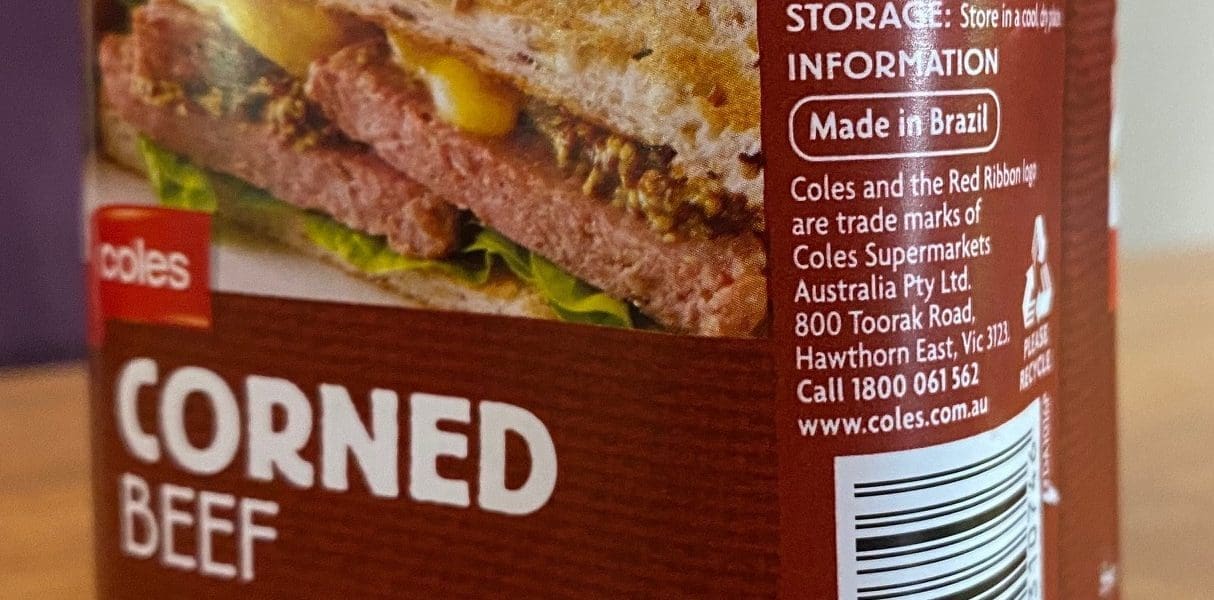 coles
CORNED
BEEF
STORAGE: Store in a cool dry place
INFORMATION
Made in Brazil
Coles and the Red Ribbon logo
are trade marks of
Coles Supermarkets
Australia Pty Ltd.
800 Toorak Road,
Hawthorn East, Vic 3123.
Call 1800 061 562
www.coles.com.au
PLEASE
RECYCLE